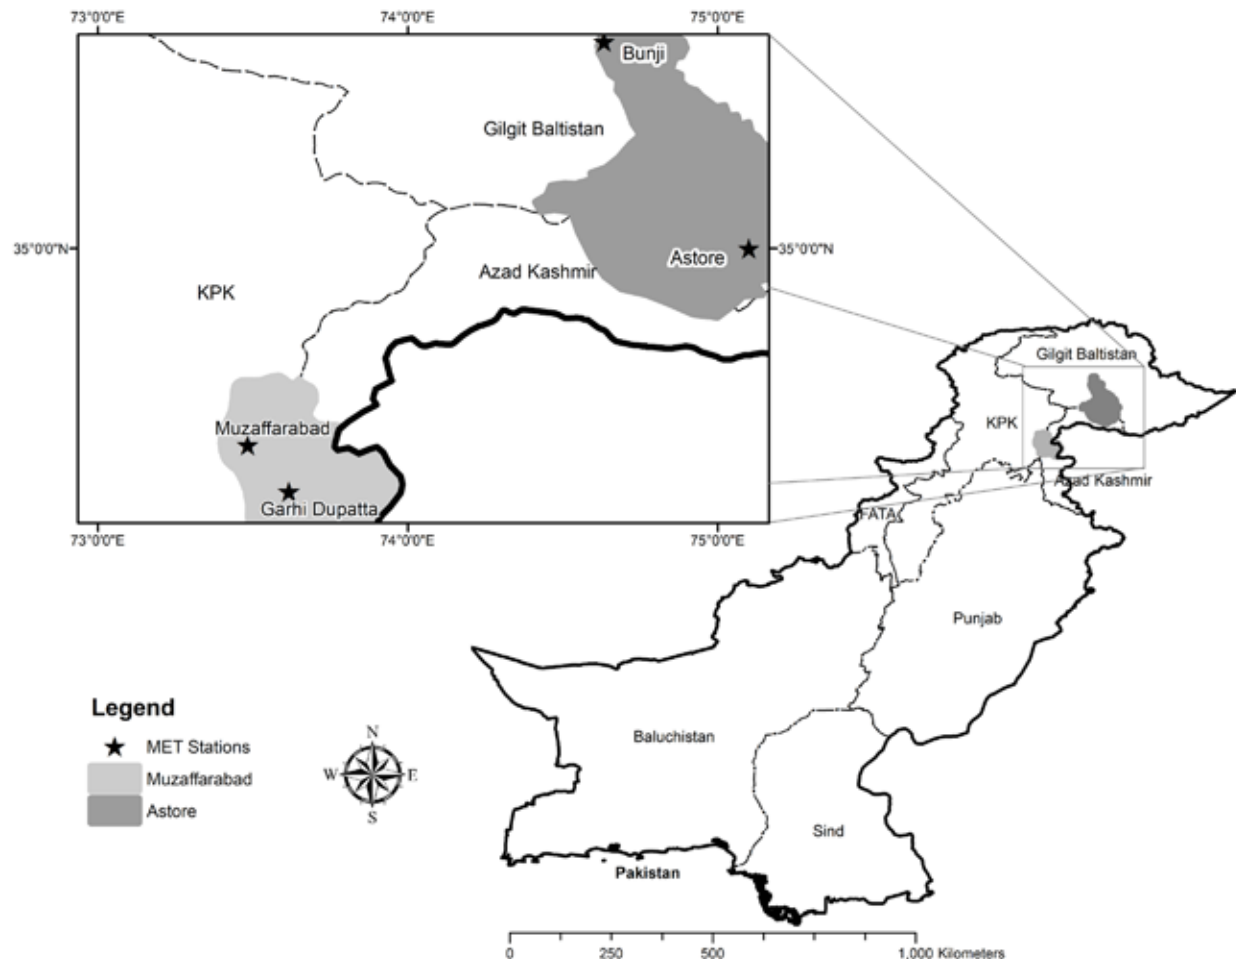 73°0'0"E
74°0'0"E
75°0'0"E
Bunji
Gilgit Baltistan
35°0'0"N
35°0'0"N
Astore
Azad Kashmir
KPK
Muzaffarabad
Garhi Dupatta
73°0'0"E
74°0'0"E
75°0'0"E
Gilgit Baltistan
KPK
Azad Kashmir
FATA
Punjab
Baluchistan
Sind
Pakistan
Legend
MET Stations
Muzaffarabad
Astore
N
W
E
S
0
250
500
1,000 Kilometers